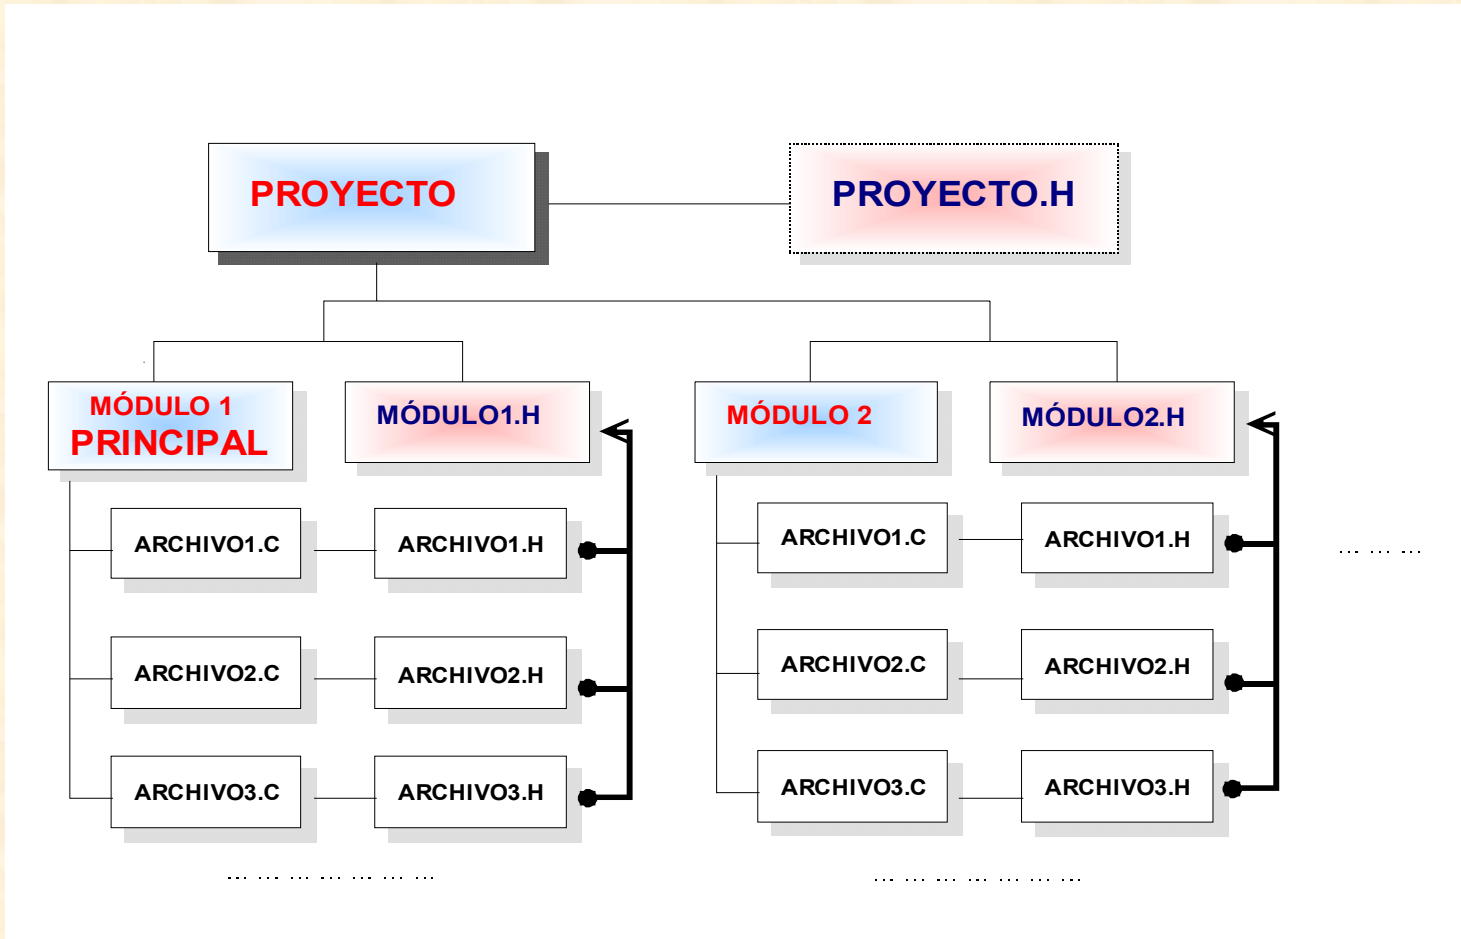 PROYECTO
PROYECTO.H
MÓDULO 1
PRINCIPAL
MÓDULO1.H
MÓDULO 2
MÓDULO2.H
ARCHIVO1.C
ARCHIVO1.H
ARCHIVO1.C
ARCHIVO1.H
... ... ...
ARCHIVO2.C
ARCHIVO2.H
ARCHIVO2.C
ARCHIVO2.H
ARCHIVO3.C
ARCHIVO3.H
ARCHIVO3.C
ARCHIVO3.H
... ... ... ... ... ... ...
... ... ... ... ... ... ...